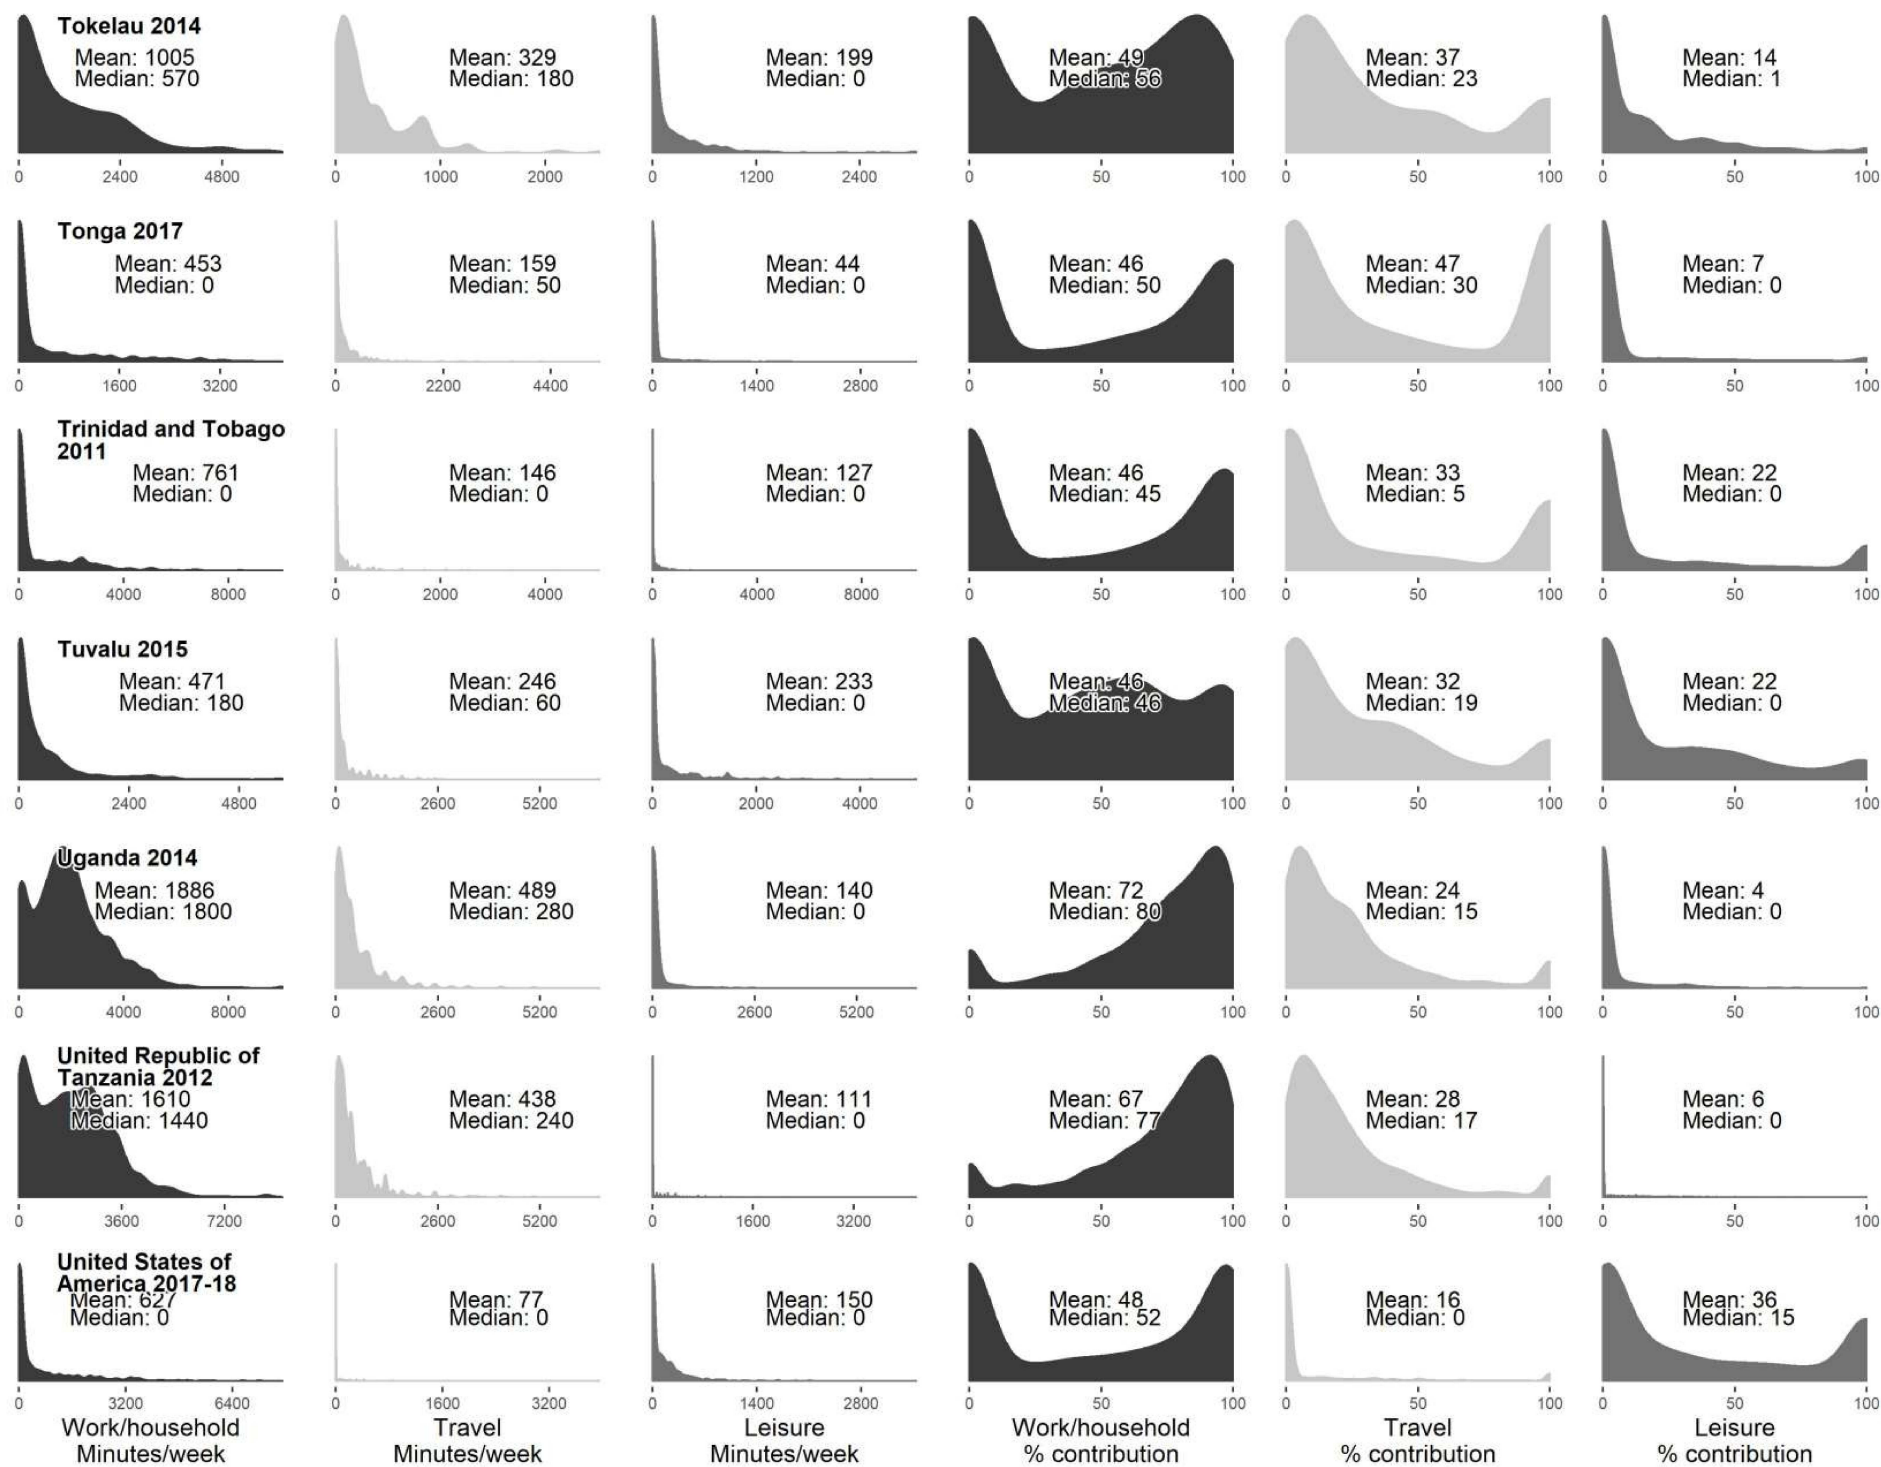 Tokelau 2014
Mean: 1005
Median: 570
Mean: 329
Median: 180
Mean: 199
Median: 0
Mean: 49
Median: 56
Mean: 37
Median: 23
Mean: 14
Median: 1
0 2400 4800
0 1000 2000
0 1200 2400
0 50 100
0 50 100
0 50 100
Tonga 2017
Mean: 453
Median: 0
Mean: 159
Median: 50
Mean: 44
Median: 0
Mean: 46
Median: 50
Mean: 47
Median: 30
Mean: 7
Median: 0
0 1600 3200
0 2200 4400
0 1400 2800
0 50 100
0 50 100
0 50 100
Trinidad and Tobago
2011
Mean: 761
Median: 0
Mean: 146
Median: 0
Mean: 127
Median: 0
Mean: 46
Median: 45
Mean: 33
Median: 5
Mean: 22
Median: 0
0 4000 8000
0 2000 4000
0 4000 8000
0 50 100
0 50 100
0 50 100
Tuvalu 2015
Mean: 471
Median: 180
Mean: 246
Median: 60
Mean: 233
Median: 0
Mean: 46
Median: 46
Mean: 32
Median: 19
Mean: 22
Median: 0
0 2400 4800
0 2600 5200
0 2000 4000
0 50 100
0 50 100
0 50 100
Uganda 2014
Mean: 1886
Median: 1800
Mean: 489
Median: 280
Mean: 140
Median: 0
Mean: 72
Median: 80
Mean: 24
Median: 15
Mean: 4
Median: 0
0 4000 8000
0 2600 5200
0 2600 5200
0 50 100
0 50 100
0 50 100
United Republic of
Tanzania 2012
Mean: 1610
Median: 1440
Mean: 438
Median: 240
Mean: 111
Median: 0
Mean: 67
Median: 77
Mean: 28
Median: 17
Mean: 6
Median: 0
0 3600 7200
0 2600 5200
0 1600 3200
0 50 100
0 50 100
0 50 100
United States of
America 2017-18
Mean: 627
Median: 0
Mean: 77
Median: 0
Mean: 150
Median: 0
Mean: 48
Median: 52
Mean: 16
Median: 0
Mean: 36
Median: 15
0 3200 6400
0 1600 3200
0 1400 2800
0 50 100
0 50 100
0 50 100
Work/household
Minutes/week
Travel
Minutes/week
Leisure
Minutes/week
Work/household
% contribution
Travel
% contribution
Leisure
% contribution